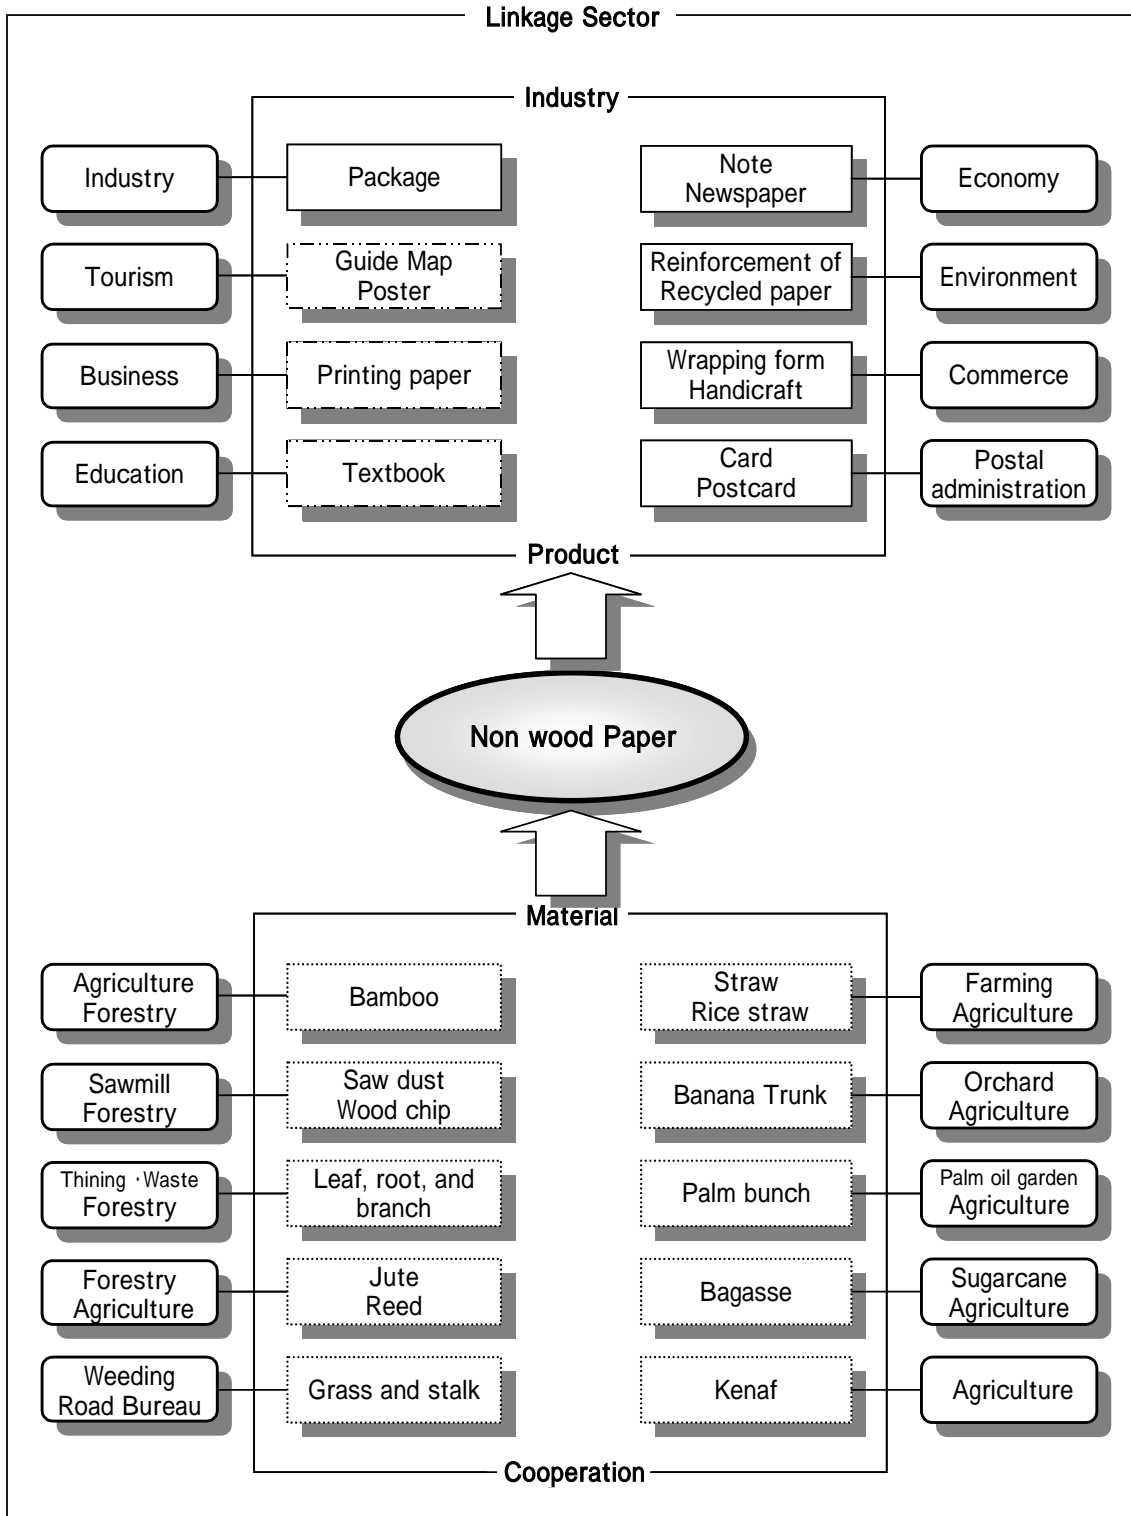 Linkage Sector
Industry
Industry
Package
Note
Newspaper
Economy
Tourism
Guide Map
Poster
Reinforcement of
Recycled paper
Environment
Business
Printing paper
Wrapping form
Handicraft
Commerce
Education
Textbook
Card
Postcard
Postal
administration
Product
Non wood Paper
Material
Agriculture
Forestry
Bamboo
Straw
Rice straw
Farming
Agriculture
Sawmill
Forestry
Saw dust
Wood chip
Banana Trunk
Orchard
Agriculture
Thining・Waste
Forestry
Leaf, root, and
branch
Palm bunch
Palm oil garden
Agriculture
Forestry
Agriculture
Jute
Reed
Bagasse
Sugarcane
Agriculture
Weeding
Road Bureau
Grass and stalk
Kenaf
Agriculture
Cooperation